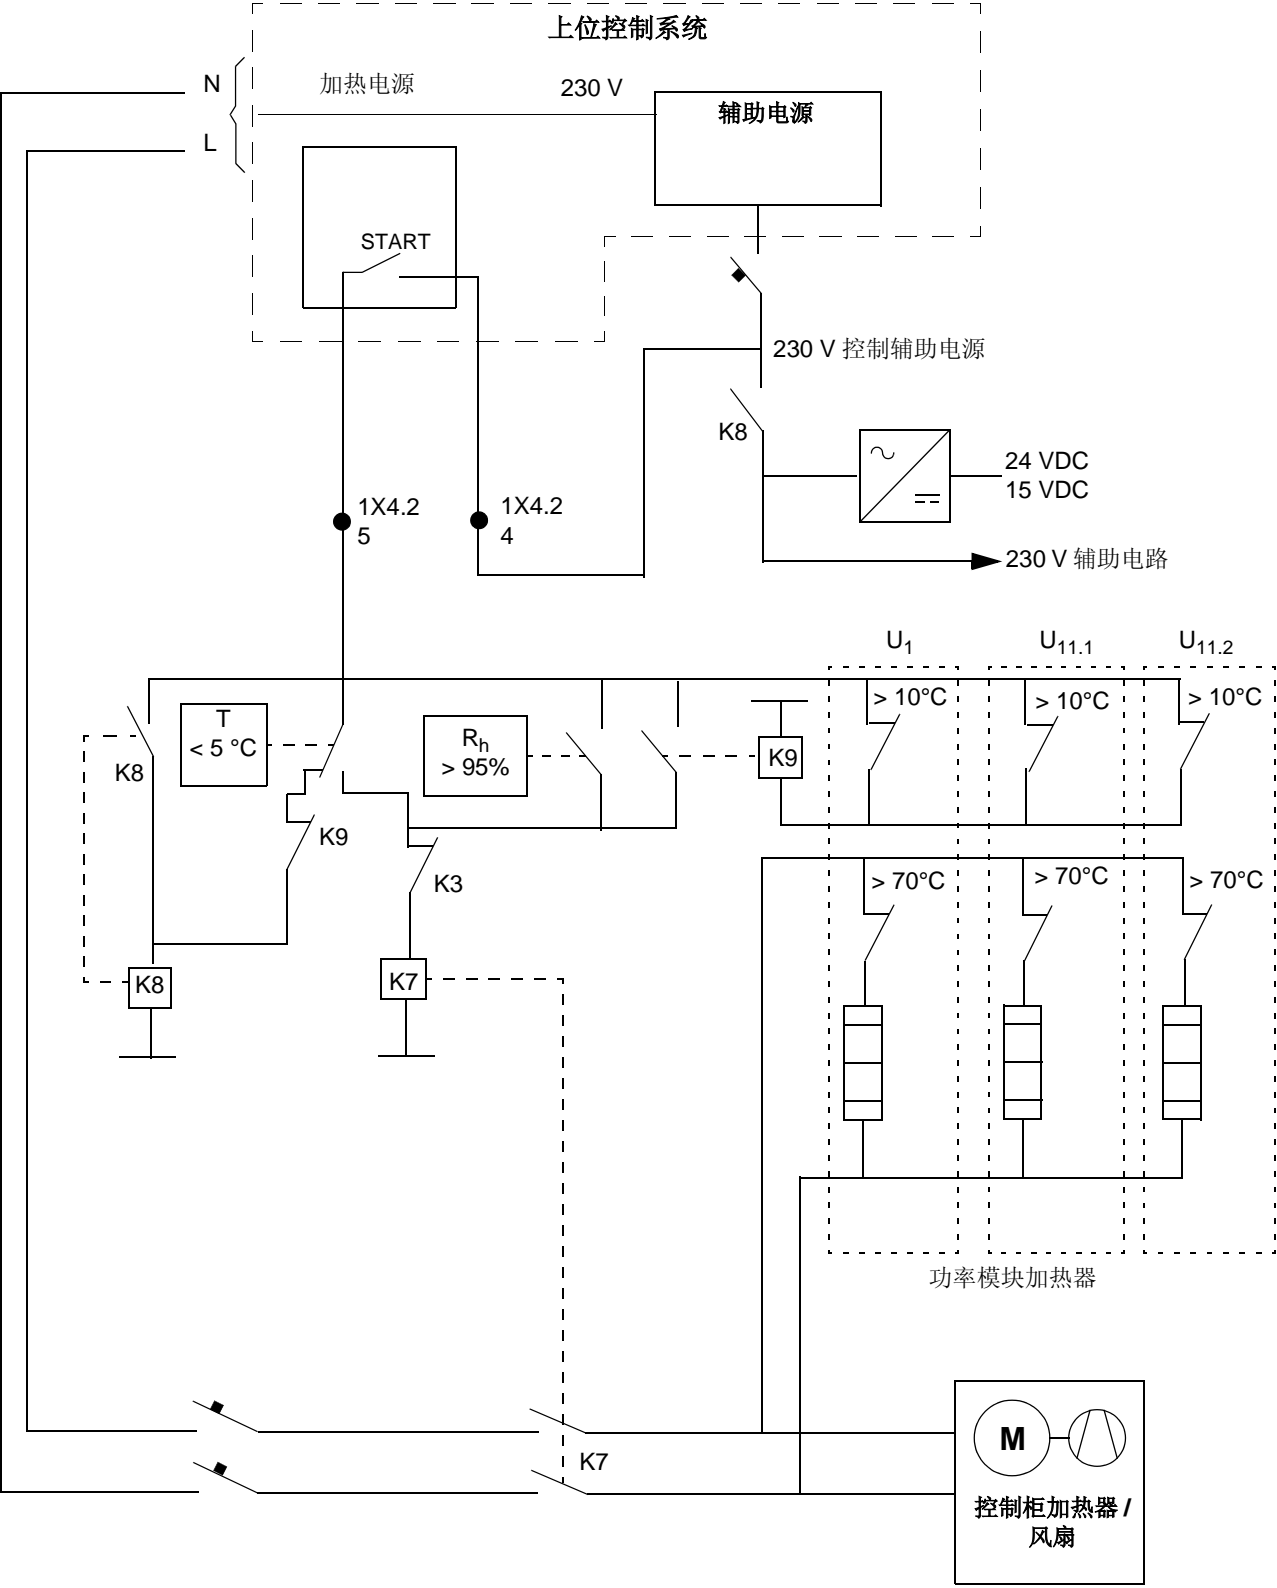 上位控制系统
N
加热电源
230 V
辅助电源
L
START
230 V 控制辅助电源
K8
24 VDC
15 VDC
1X4.2
5
1X4.2
4
230 V 辅助电路
U1
U11.1
U11.2
> 10°C
> 10°C
> 10°C
T
< 5 °C
Rh
> 95%
K9
K8
K9
K3
> 70°C
> 70°C
> 70°C
K8
K7
功率模块加热器
K7
M
控制柜加热器 /
风扇